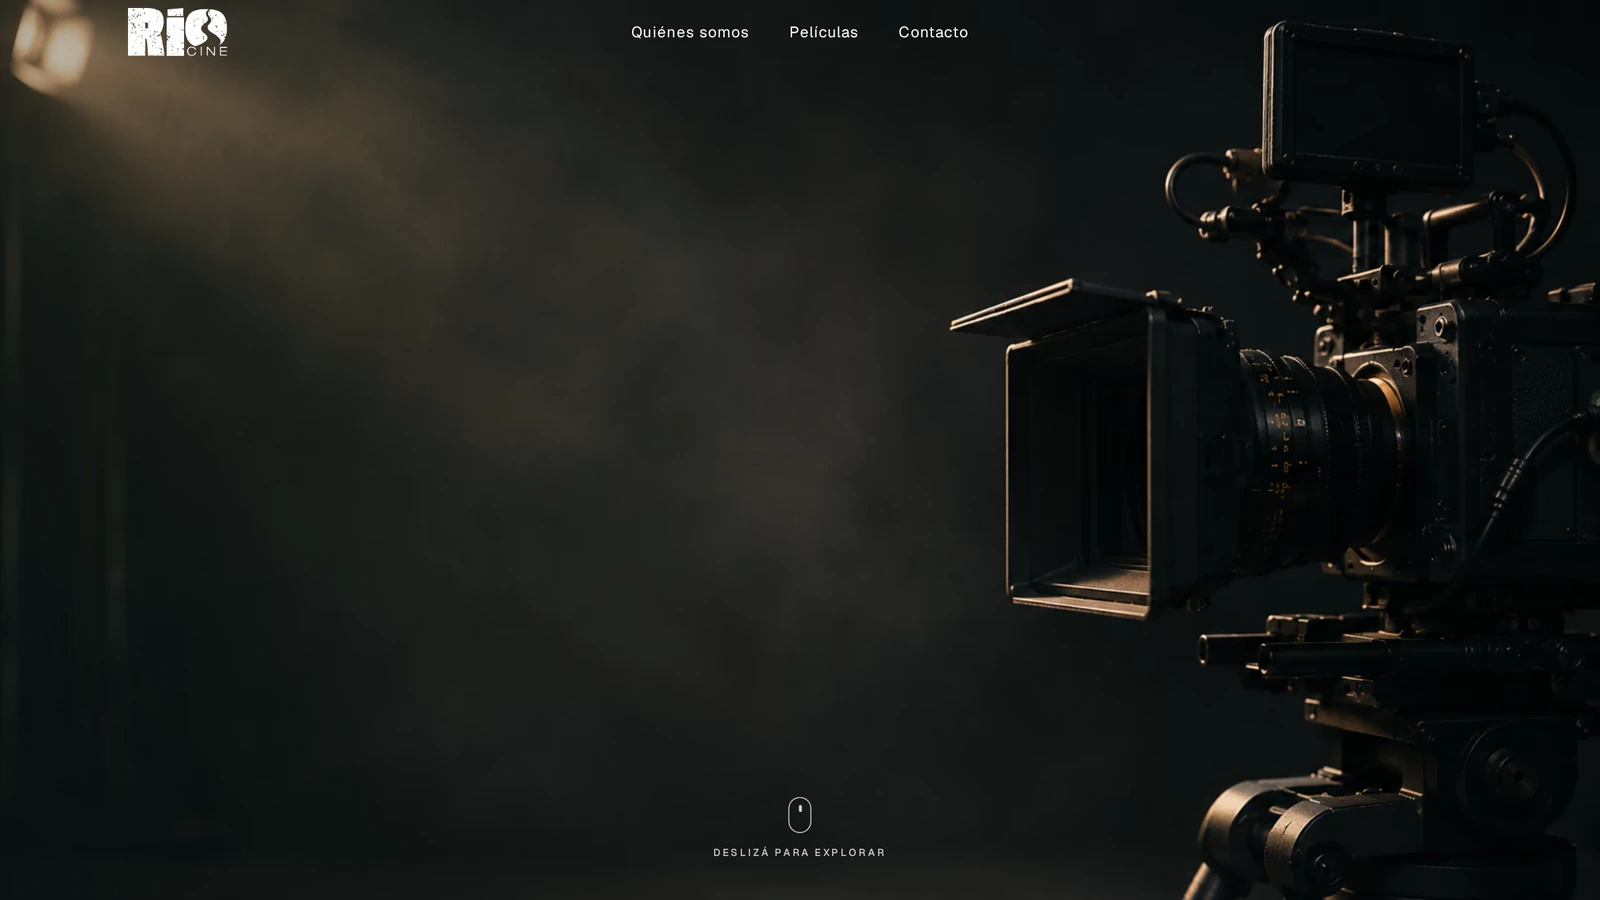 RiO
CINE
Quiénes somos
Películas
Contacto
DESLIZÁ PARA EXPLORAR